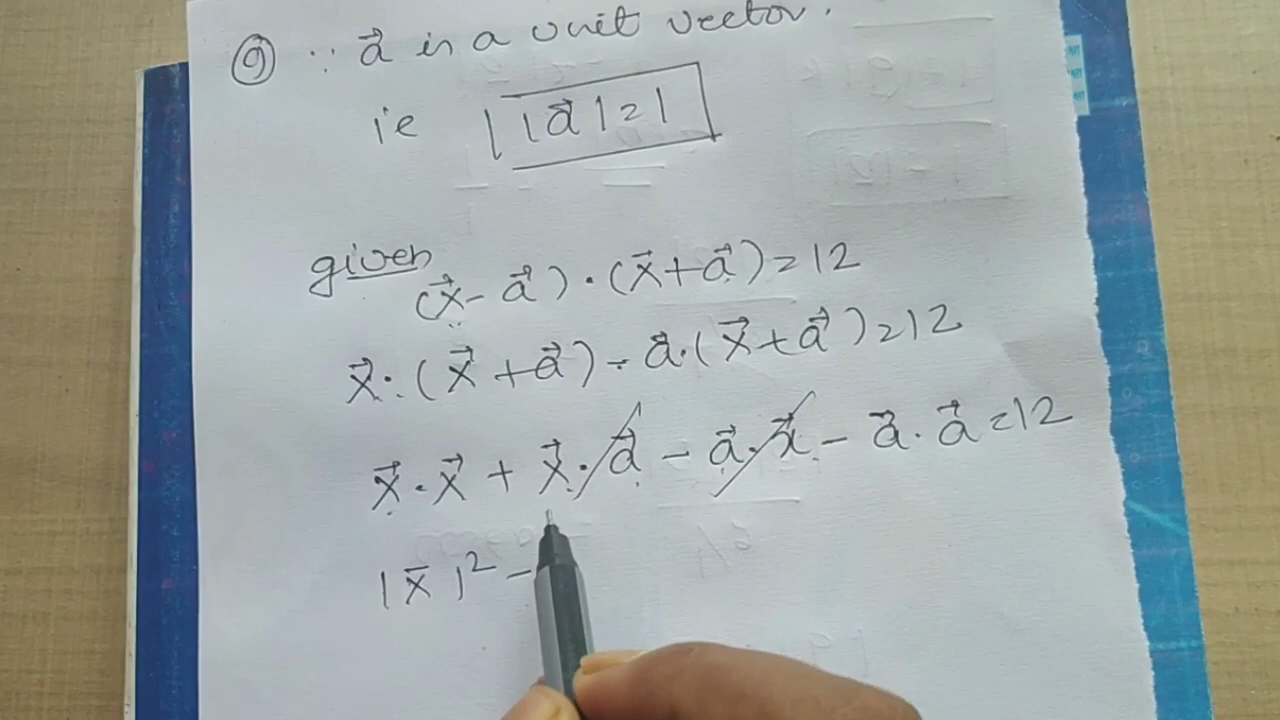 ⑨ ∵ a⃗ is a unit vector.
ie |a⃗| = 1
given
(x⃗ - a⃗) · (x⃗ + a⃗) = 12
x⃗ · (x⃗ + a⃗) - a⃗ · (x⃗ + a⃗) = 12
x⃗ · x⃗ + x⃗ · a⃗ - a⃗ · x⃗ - a⃗ · a⃗ = 12
|x⃗|² -